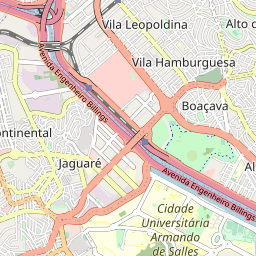 Vila Leopoldina
Alto d
Avenida Engenheiro Billings
Vila Hamburguesa
Boaçava
ontinental
Jaguaré
Al
Avenida Engenheiro Billings
Cidade
Universitária
Armando
de Salles